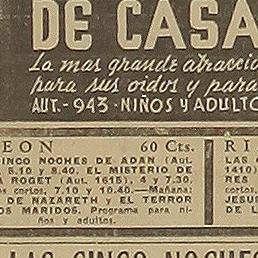 DE CASA
La mas grande atracció
para sus oidos y para
AUT.-943·NIÑOS Y ADULTO
EON 60 Cts.
INCO NOCHES DE ADAN (Aut.
5.10 y 8.40. EL MISTERIO DE
ROGET (Aut. 1615), 4 y 7.30.
cortos, 7.10 y 10.40.—Mañana:
DE NAZARETH y EL TERROR
OS MARIDOS. Programa para ni-
ños y adultos.
RI
LAS
RES
cortos
JESUS
DE L
LAS CINCO NOCHES